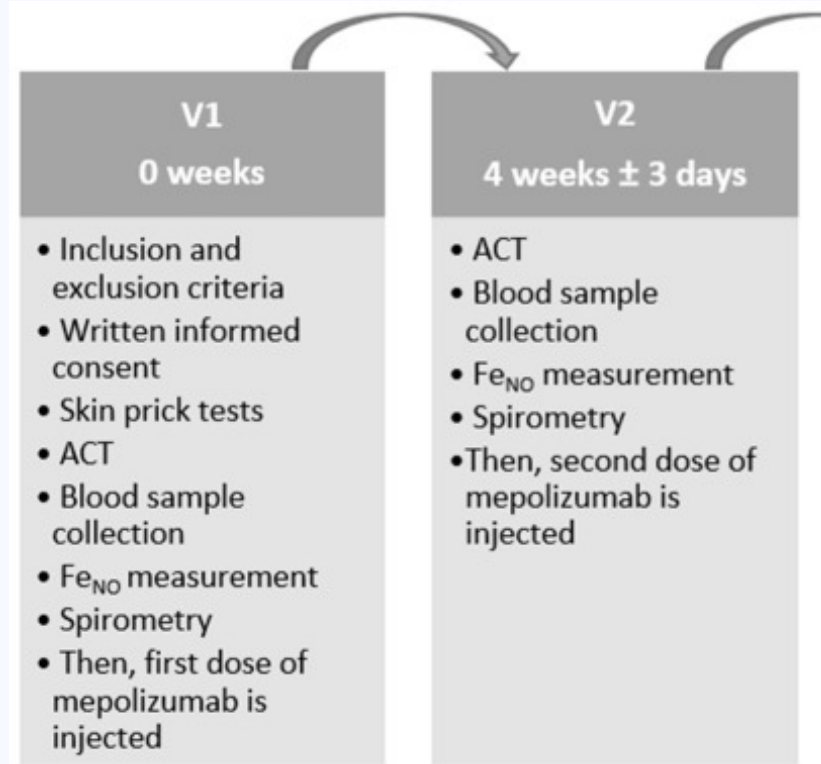 V1
0 weeks
• Inclusion and
exclusion criteria
• Written informed
consent
• Skin prick tests
• ACT
• Blood sample
collection
• FeNO measurement
• Spirometry
• Then, first dose of
mepolizumab is
injected
V2
4 weeks ± 3 days
• ACT
• Blood sample
collection
• FeNO measurement
• Spirometry
•Then, second dose of
mepolizumab is
injected